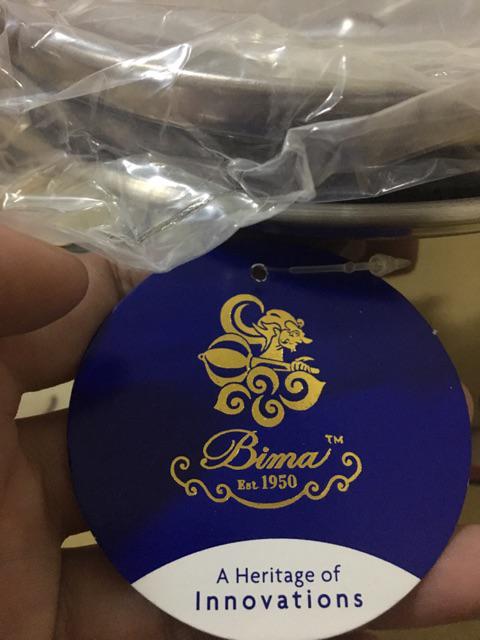 Bima™
Est 1950
A Heritage of
Innovations